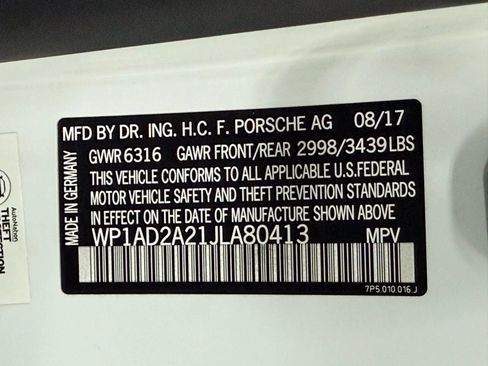 MFD BY DR. ING. H.C. F. PORSCHE AG 08/17
GVWR 6316 GAWR FRONT/REAR 2998/3439 LBS
THIS VEHICLE CONFORMS TO ALL APPLICABLE U.S.FEDERAL
MOTOR VEHICLE SAFETY AND THEFT PREVENTION STANDARDS
IN EFFECT ON THE DATE OF MANUFACTURE SHOWN ABOVE
WP1AD2A21JLA80413 MPV
7P5.010.016 J
MADE IN GERMANY
AutoNation
THEFT